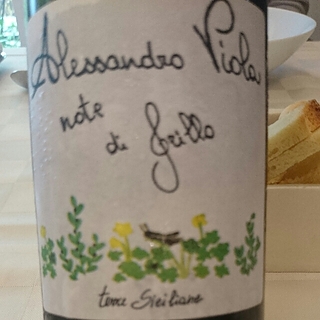 Alessandro Viola
note
di Grillo
terre Siciliane